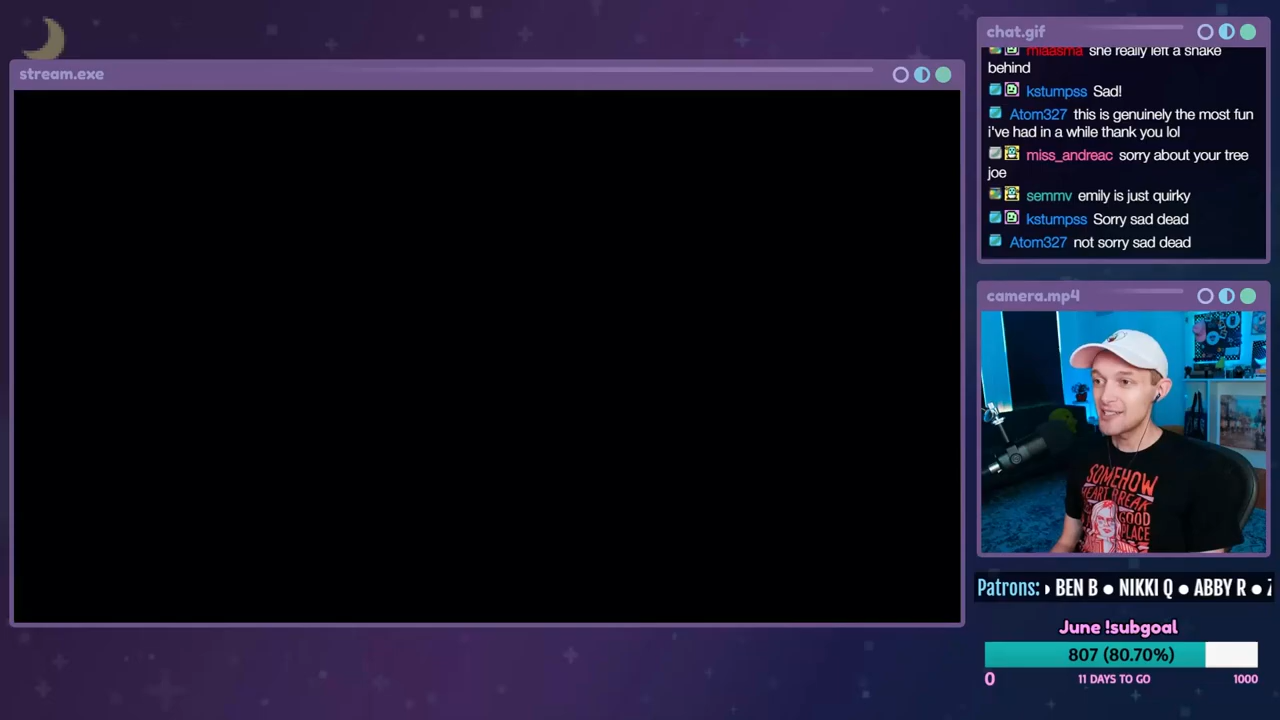 stream.exe
chat.gif
miaasma she really left a snake
behind
kstumpss Sad!
Atom327 this is genuinely the most fun
i've had in a while thank you lol
miss_andreac sorry about your tree
joe
semmv emily is just quirky
kstumpss Sorry sad dead
Atom327 not sorry sad dead
camera.mp4
SOMEHOW
HEART BREAK
GOOD
PLACE
Patrons: BEN B ● NIKKI Q ● ABBY R ●
June !subgoal
807 (80.70%)
0 11 DAYS TO GO 1000